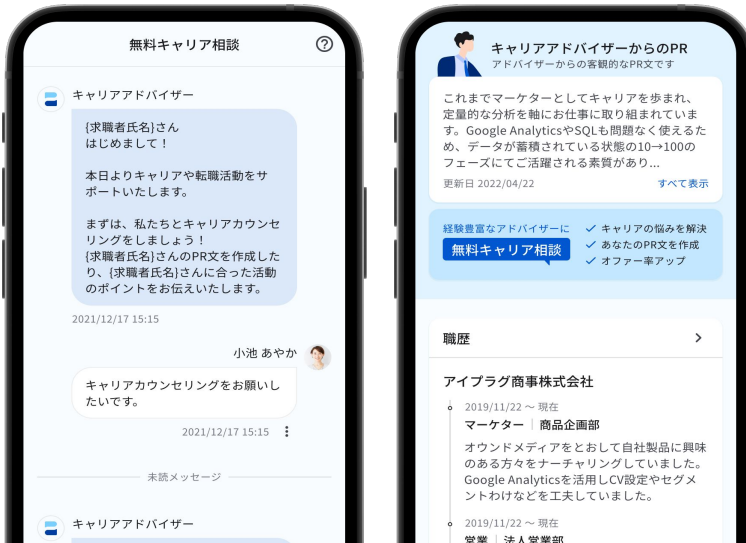 無料キャリア相談
キャリアアドバイザー
{求職者氏名}さん
はじめまして！
本日よりキャリアや転職活動をサ
ポートいたします。
まずは、私たちとキャリアカウンセ
リングをしましょう！
{求職者氏名}さんのPR文を作成した
り、{求職者氏名}さんに合った活動
のポイントをお伝えいたします。
2021/12/17 15:15
小池 あやか
キャリアカウンセリングをお願いし
たいです。
2021/12/17 15:15
未読メッセージ
キャリアアドバイザー
キャリアアドバイザーからのPR
アドバイザーからの客観的なPR文です
これまでマーケターとしてキャリアを歩まれ、
定量的な分析を軸にお仕事に取り組まれていま
す。Google AnalyticsやSQLも問題なく使えるた
め、データが蓄積されている状態の10→100の
フェーズにてご活躍される素質があり...
更新日 2022/04/22 すべて表示
経験豊富なアドバイザーに
無料キャリア相談
✓ キャリアの悩みを解決
✓ あなたのPR文を作成
✓ オファー率アップ
職歴
アイプラグ商事株式会社
2019/11/22 〜 現在
マーケター | 商品企画部
オウンドメディアをとおして自社製品に興味
のある方々をナーチャリングしていました。
Google Analyticsを活用しCV設定やセグメ
ントわけなどを工夫していました。
2019/11/22 〜 現在
営業 | 法人営業部